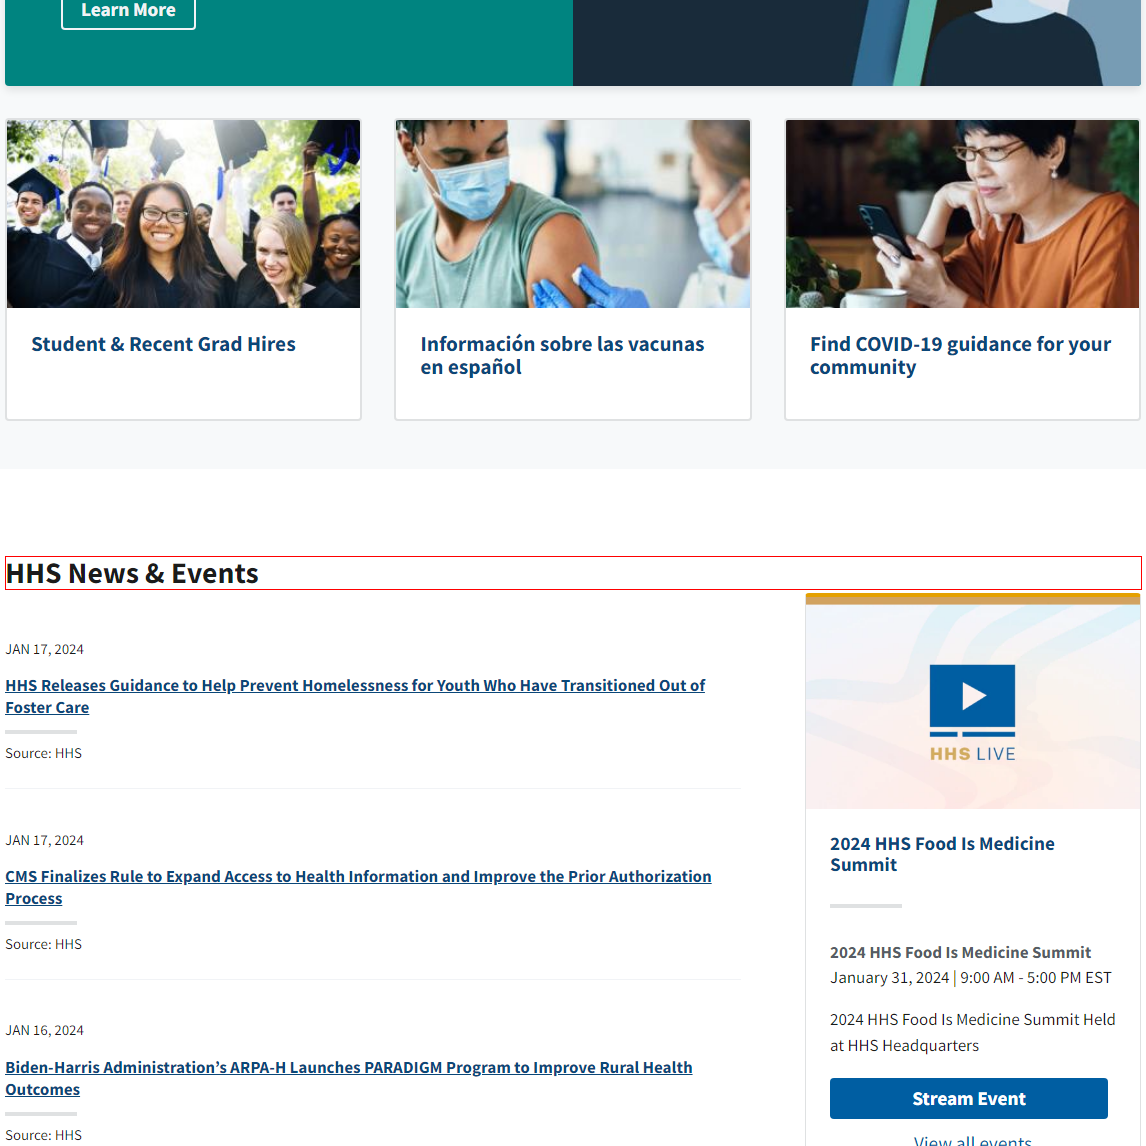 Learn More
Student & Recent Grad Hires
Información sobre las vacunas
en español
Find COVID-19 guidance for your
community
HHS News & Events
JAN 17, 2024
HHS Releases Guidance to Help Prevent Homelessness for Youth Who Have Transitioned Out of
Foster Care
Source: HHS
JAN 17, 2024
CMS Finalizes Rule to Expand Access to Health Information and Improve the Prior Authorization
Process
Source: HHS
JAN 16, 2024
Biden-Harris Administration’s ARPA-H Launches PARADIGM Program to Improve Rural Health
Outcomes
Source: HHS
HHS LIVE
2024 HHS Food Is Medicine
Summit
2024 HHS Food Is Medicine Summit
January 31, 2024 | 9:00 AM - 5:00 PM EST
2024 HHS Food Is Medicine Summit Held
at HHS Headquarters
Stream Event
View all events